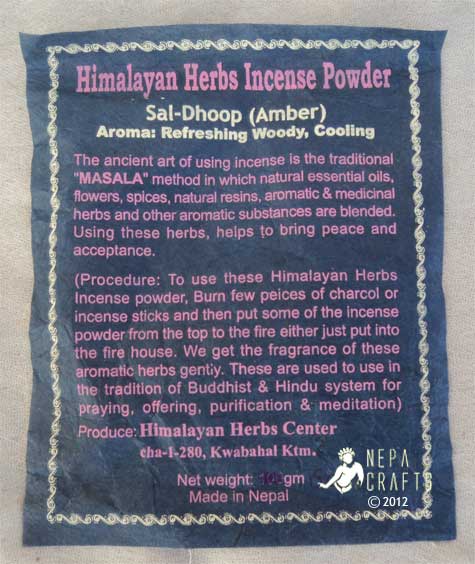 Himalayan Herbs Incense Powder
Sal-Dhoop (Amber)
Aroma: Refreshing Woody, Cooling
The ancient art of using incense is the traditional
"MASALA" method in which natural essential oils,
flowers, spices, natural resins, aromatic & medicinal
herbs and other aromatic substances are blended.
Using these herbs, helps to bring peace and
acceptance.
(Procedure: To use these Himalayan Herbs
Incense powder, Burn few peices of charcol or
incense sticks and then put some of the incense
powder from the top to the fire either just put into
the fire house. We get the fragrance of these
aromatic herbs gently. These are used to use in
the tradition of Buddhist & Hindu system for
praying, offering, purification & meditation)
Produce: Himalayan Herbs Center
cha-1-280, Kwabahal Ktm.
Net weight: gm
Made in Nepal
NEPA
CRAFTS
© 2012